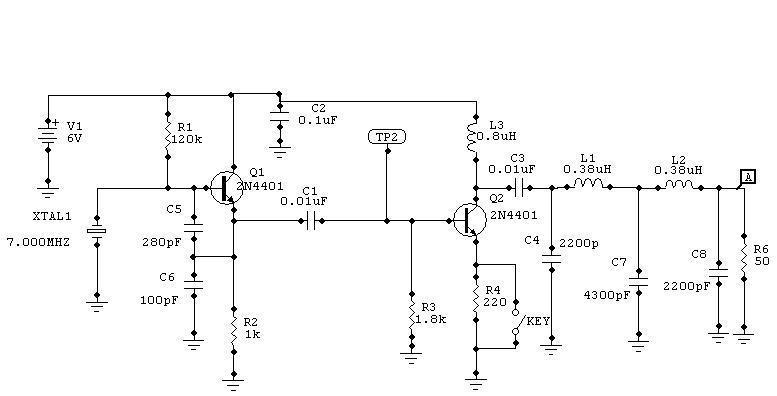 V1
6V
R1
120k
C2
0.1uF
TP2
L3
0.8uH
Q1
2N4401
C1
0.01uF
C3
0.01uF
L1
0.38uH
L2
0.38uH
A
XTAL1
7.000MHZ
C5
280pF
C6
100pF
Q2
2N4401
C4
2200p
C7
4300pF
C8
2200pF
R6
50
R2
1k
R3
1.8k
R4
220
KEY